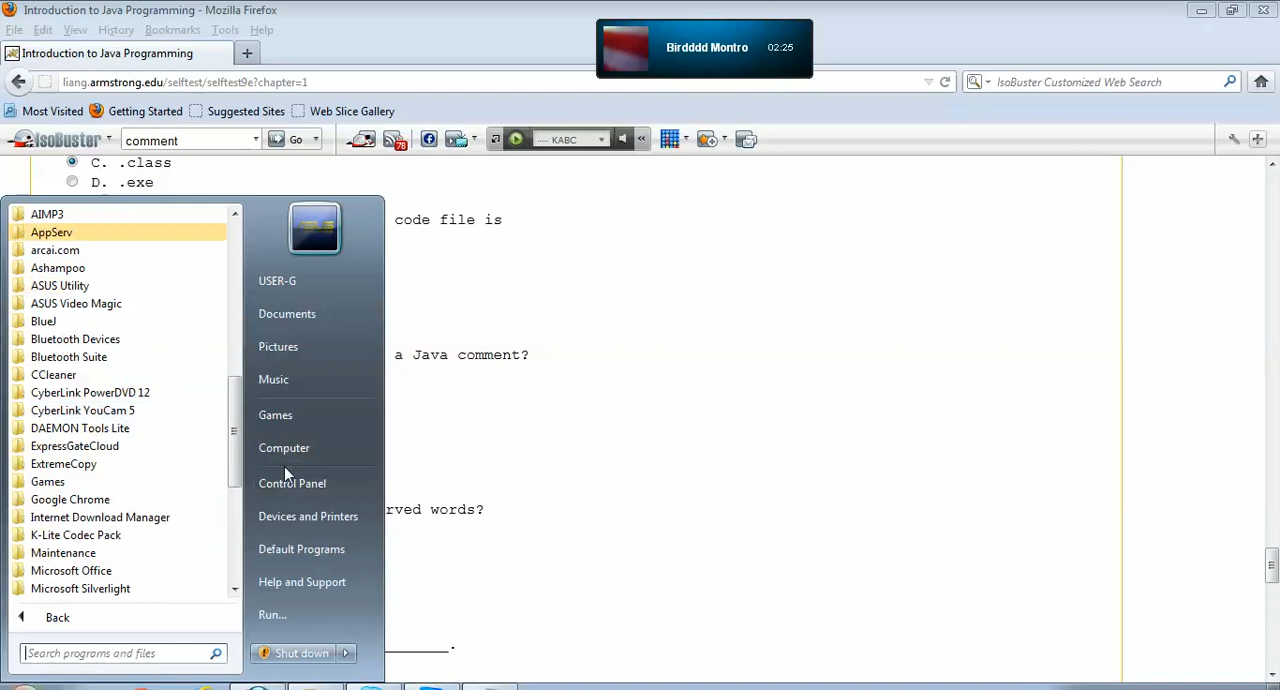 Introduction to Java Programming - Mozilla Firefox
File Edit View History Bookmarks Tools Help
Birdddd Montro 02:25
Introduction to Java Programming
liang.armstrong.edu/selftest/selftest9e?chapter=1
IsoBuster Customized Web Search
Most Visited Getting Started Suggested Sites Web Slice Gallery
IsoBuster comment Go 78 KABC
C. .class
D. .exe
code file is
a Java comment?
rved words?
AIMP3
AppServ
arcai.com
Ashampoo
ASUS Utility
ASUS Video Magic
BlueJ
Bluetooth Devices
Bluetooth Suite
CCleaner
CyberLink PowerDVD 12
CyberLink YouCam 5
DAEMON Tools Lite
ExpressGateCloud
ExtremeCopy
Games
Google Chrome
Internet Download Manager
K-Lite Codec Pack
Maintenance
Microsoft Office
Microsoft Silverlight
Back
Search programs and files
USER-G
Documents
Pictures
Music
Games
Computer
Control Panel
Devices and Printers
Default Programs
Help and Support
Run...
Shut down